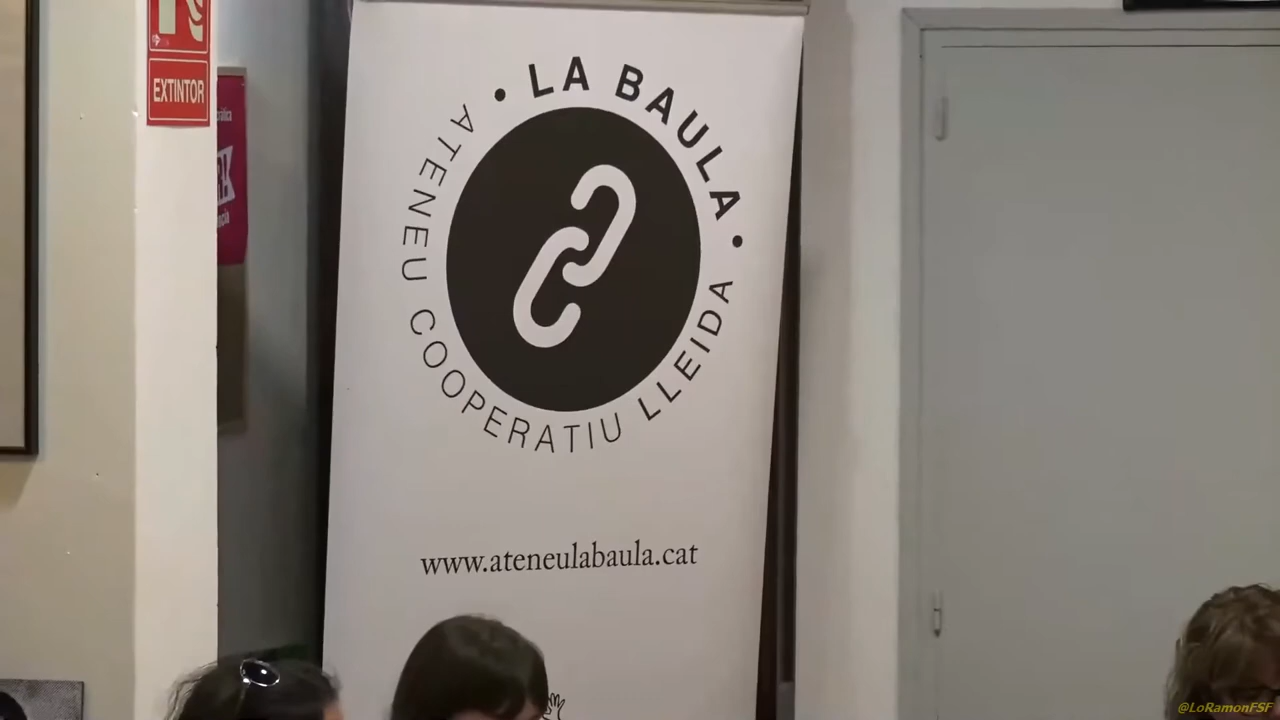 EXTINTOR
• LA BAULA •
ATENEU COOPERATIU LLEIDA
www.ateneulabaula.cat
@LoRamonFSF